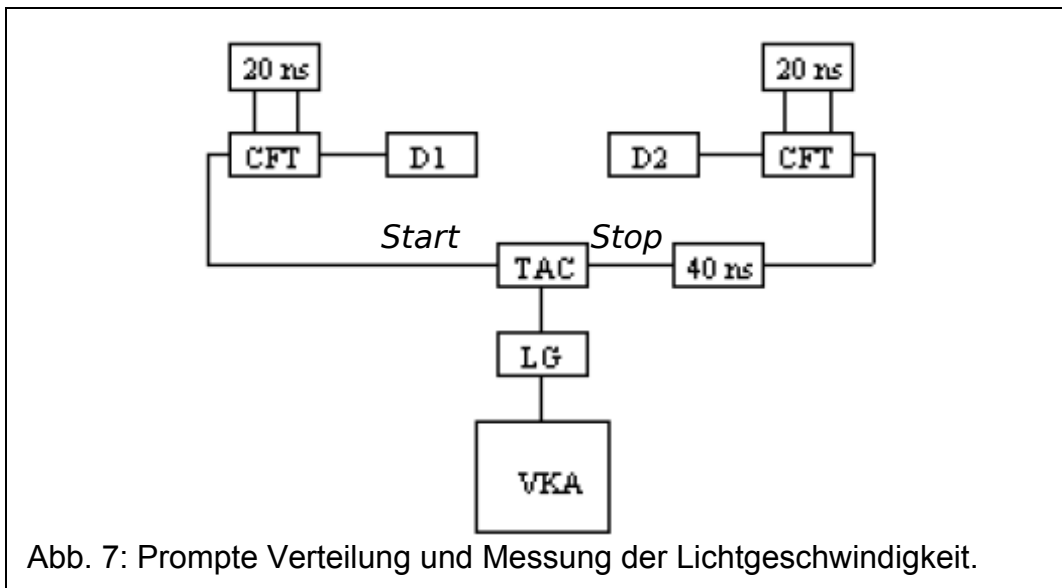 20 ns 20 ns
CFT D1 D2 CFT
Start Stop
TAC 40 ns
LG
VKA
Abb. 7: Prompte Verteilung und Messung der Lichtgeschwindigkeit.